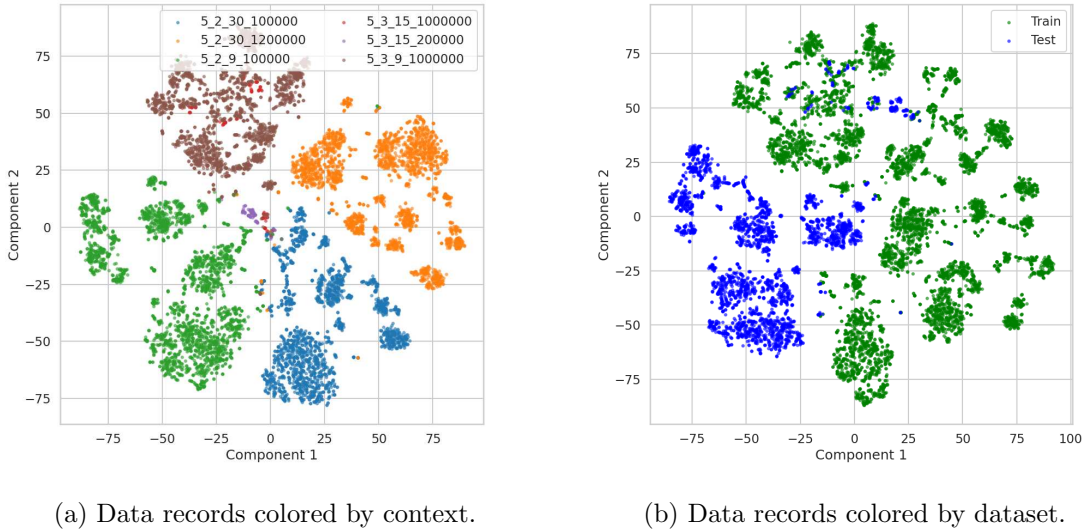 5_2_30_100000
5_2_30_1200000
5_2_9_100000
5_3_15_1000000
5_3_15_200000
5_3_9_1000000
75
50
25
0
−25
−50
−75
Component 2
−75 −50 −25 0 25 50 75
Component 1
(a) Data records colored by context.
Train
Test
75
50
25
0
−25
−50
−75
Component 2
−75 −50 −25 0 25 50 75 100
Component 1
(b) Data records colored by dataset.